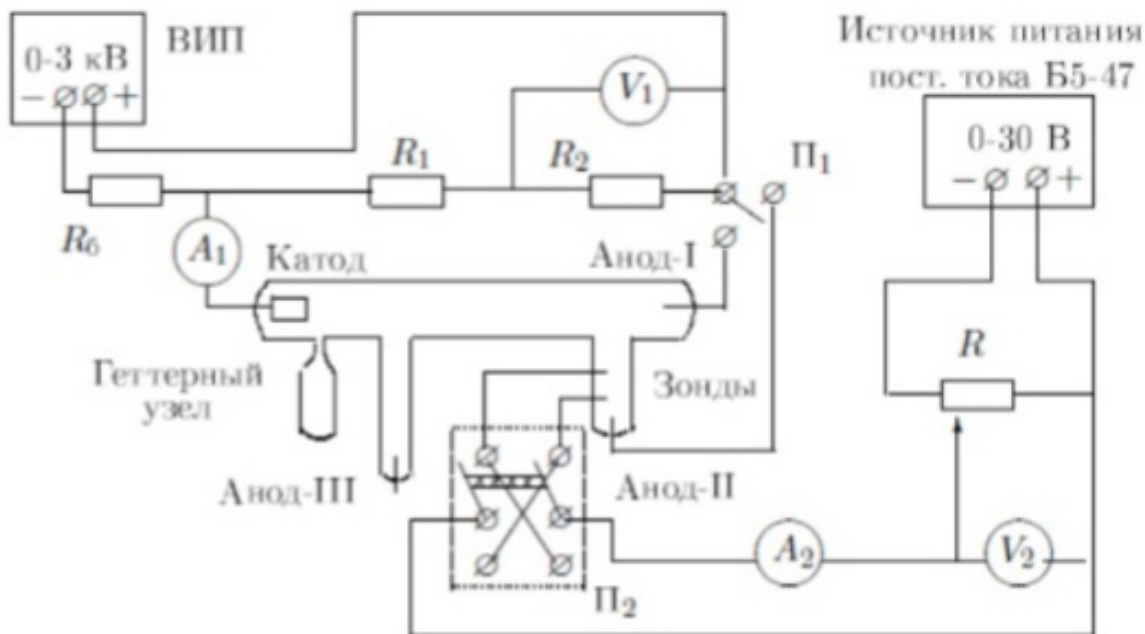 ВИП
0-3 кВ
− +
Источник питания
пост. тока Б5-47
0-30 В
− +
V₁
R₁
R₂
П₁
Rб
A₁
Катод
Анод-I
R
Геттерный
узел
Зонды
Анод-III
Анод-II
A₂
V₂
П₂